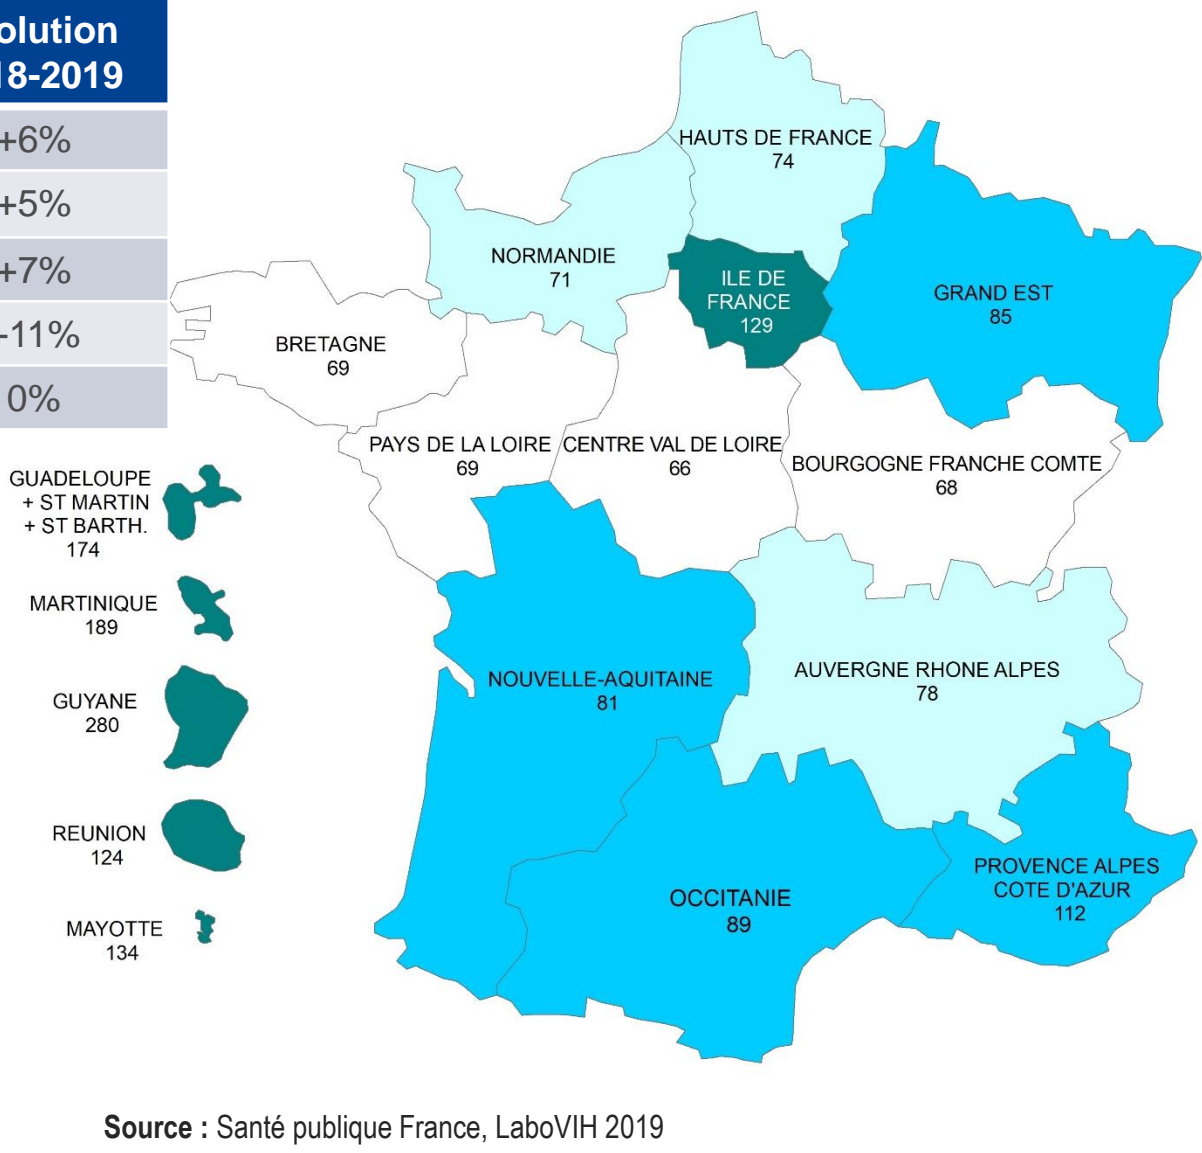 olution
18-2019
+6%
+5%
+7%
-11%
0%
HAUTS DE FRANCE
74
NORMANDIE
71
ILE DE
FRANCE
129
GRAND EST
85
BRETAGNE
69
PAYS DE LA LOIRE
69
CENTRE VAL DE LOIRE
66
BOURGOGNE FRANCHE COMTE
68
GUADELOUPE
+ ST MARTIN
+ ST BARTH.
174
MARTINIQUE
189
GUYANE
280
REUNION
124
MAYOTTE
134
NOUVELLE-AQUITAINE
81
AUVERGNE RHONE ALPES
78
OCCITANIE
89
PROVENCE ALPES
COTE D'AZUR
112
Source : Santé publique France, LaboVIH 2019